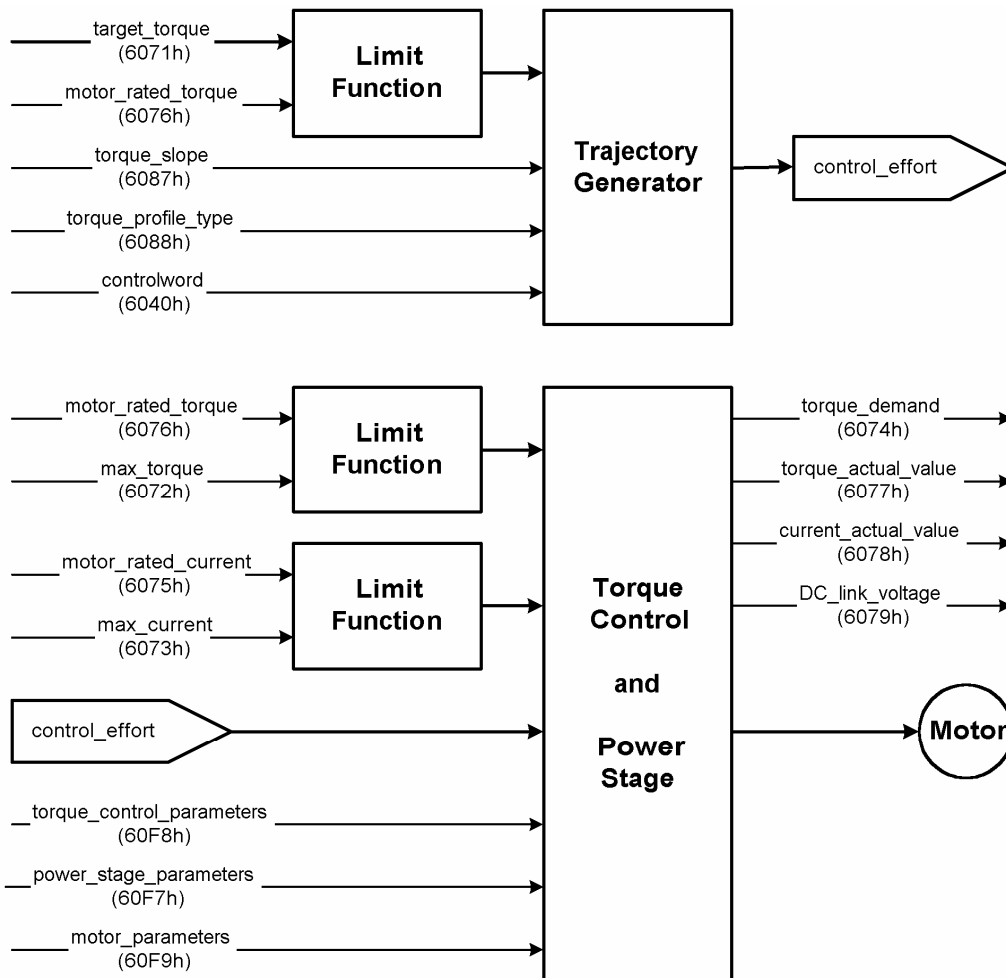 target_torque
(6071h)
motor_rated_torque
(6076h)
Limit
Function
torque_slope
(6087h)
torque_profile_type
(6088h)
controlword
(6040h)
Trajectory
Generator
control_effort
motor_rated_torque
(6076h)
max_torque
(6072h)
Limit
Function
motor_rated_current
(6075h)
max_current
(6073h)
Limit
Function
control_effort
torque_control_parameters
(60F8h)
power_stage_parameters
(60F7h)
motor_parameters
(60F9h)
Torque
Control
and
Power
Stage
torque_demand
(6074h)
torque_actual_value
(6077h)
current_actual_value
(6078h)
DC_link_voltage
(6079h)
Motor